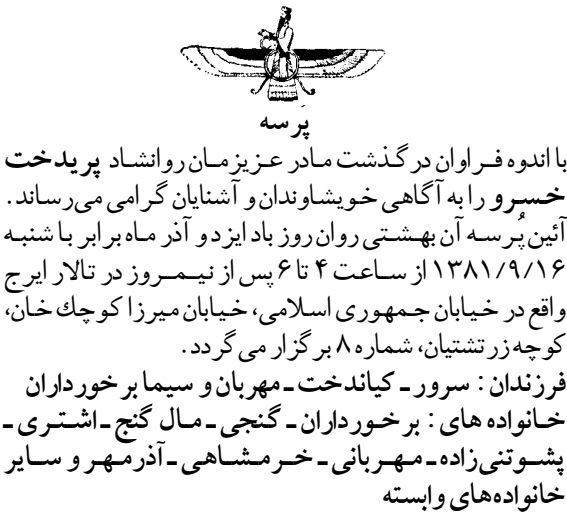 پُرسه
با اندوه فراوان درگذشت مادر عزیزمان روانشاد پریدخت
خسرو را به آگاهی خویشاوندان و آشنایان گرامی می‌رساند.
آئین پُرسه آن بهشتی روان روز باد ایزد و آذر ماه برابر با شنبه
۱۳۸۱/۹/۱۶ از ساعت ۴ تا ۶ پس از نیمروز در تالار ایرج
واقع در خیابان جمهوری اسلامی، خیابان میرزا کوچك خان،
کوچه زرتشتیان، شماره ۸ برگزار می‌گردد.
فرزندان : سرور ـ کیاندخت ـ مهربان و سیما برخورداران
خانواده های : برخورداران ـ گنجی ـ مال گنج ـ اشتری ـ
پشوتنی‌زاده ـ مهربانی ـ خرمشاهی ـ آذرمهر و سایر
خانواده‌های وابسته